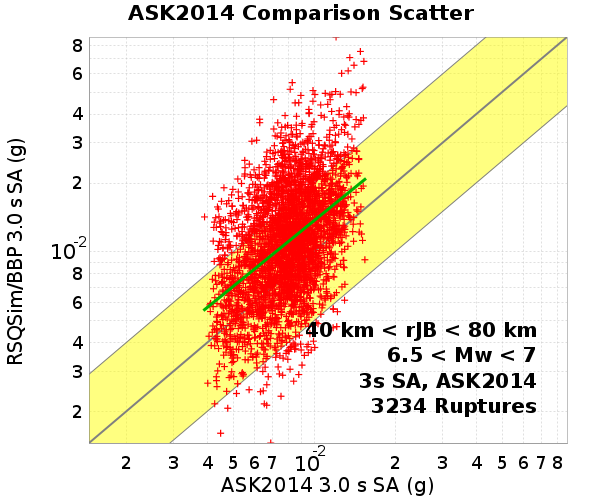 ASK2014 Comparison Scatter
RSQSim/BBP 3.0 s SA (g)
8
6
4
3
2
10-2
8
6
4
3
2
40 km < rJB < 80 km
6.5 < Mw < 7
3s SA, ASK2014
3234 Ruptures
2 3 4 5 6 7 10-2 2 3 4 5 6 7 8
ASK2014 3.0 s SA (g)